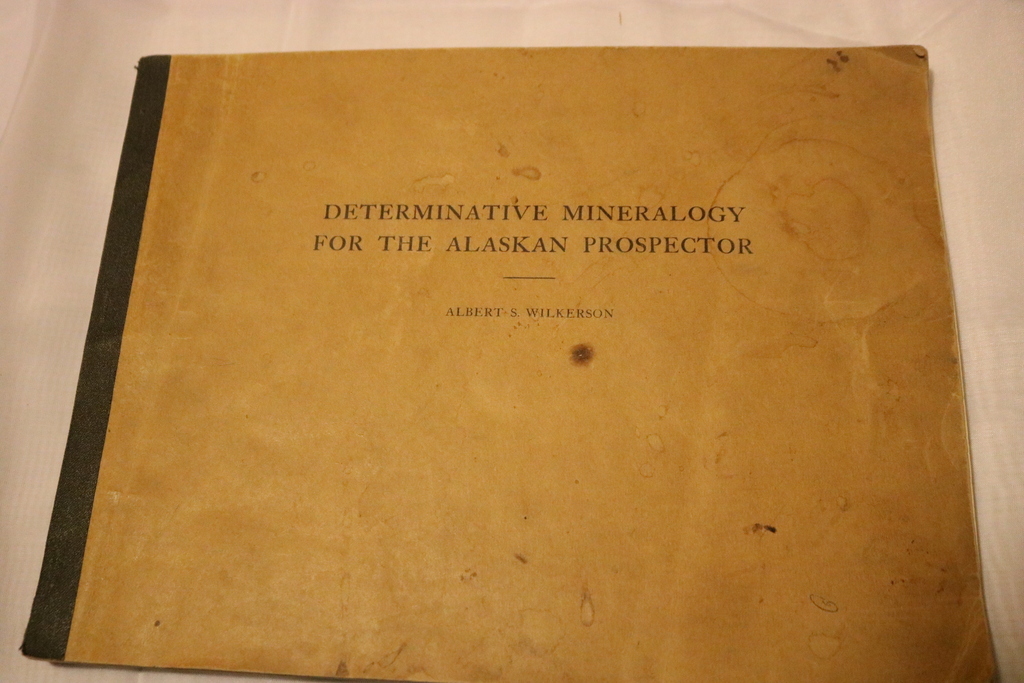 DETERMINATIVE MINERALOGY
FOR THE ALASKAN PROSPECTOR
ALBERT S. WILKERSON